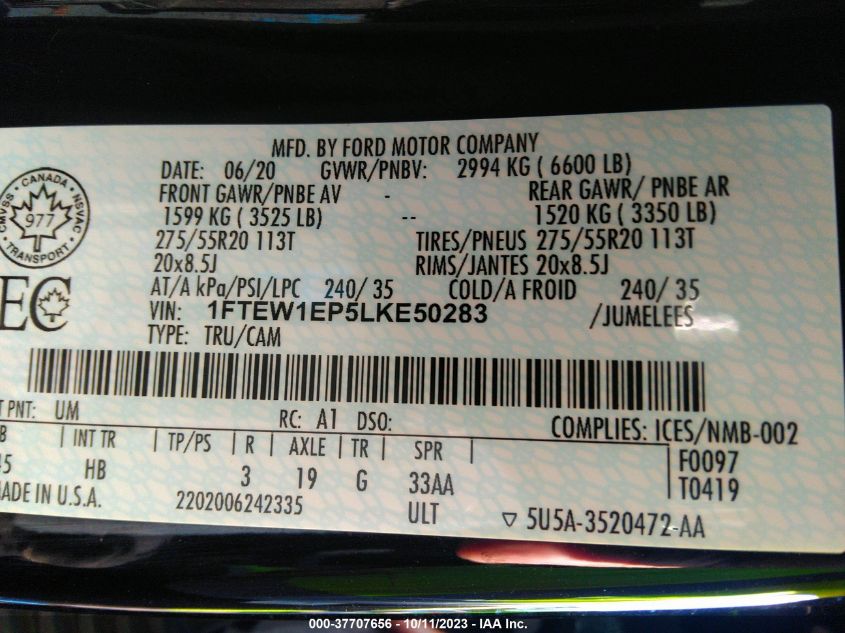 MFD. BY FORD MOTOR COMPANY
DATE: 06/20 GVWR/PNBV: 2994 KG ( 6600 LB)
FRONT GAWR/PNBE AV - REAR GAWR/ PNBE AR
1599 KG ( 3525 LB) -- 1520 KG ( 3350 LB)
275/55R20 113T TIRES/PNEUS 275/55R20 113T
20x8.5J RIMS/JANTES 20x8.5J
AT/A kPa/PSI/LPC 240/ 35 COLD/A FROID 240/ 35
VIN: 1FTEW1EP5LKE50283 /JUMELEES
TYPE: TRU/CAM
CANADA
CMVSS NSVAC
977
TRANSPORT
EC
T PNT: UM RC: A1 DSO: COMPLIES: ICES/NMB-002
B | INT TR | TP/PS | R | AXLE | TR | SPR | F0097
45 HB 3 19 G 33AA | T0419
MADE IN U.S.A. 2202006242335 ULT ▽ 5U5A-3520472-AA
000-37707656 - 10/11/2023 - IAA Inc.